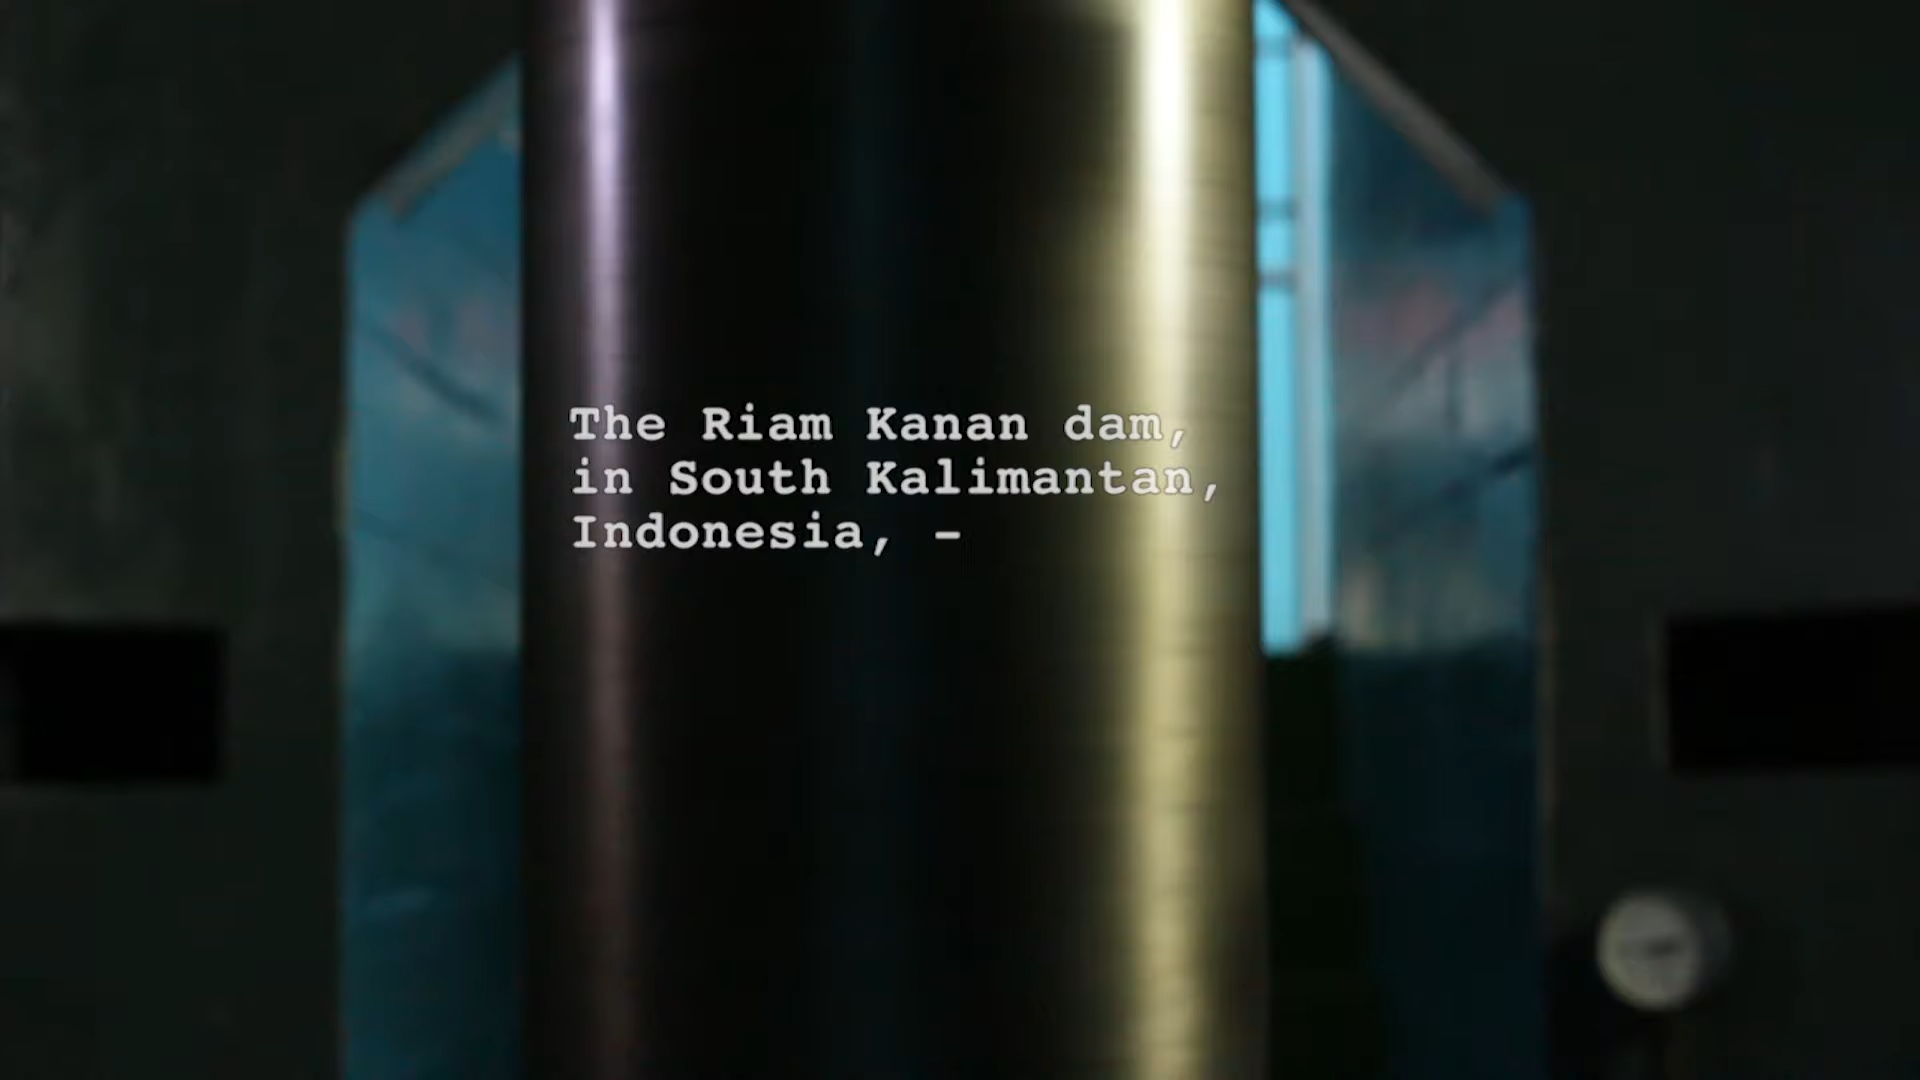 The Riam Kanan dam,
in South Kalimantan,
Indonesia, –